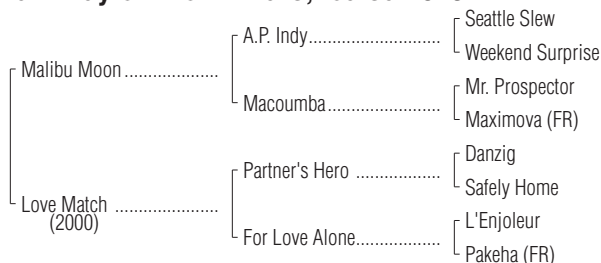 Seattle Slew
A.P. Indy
Weekend Surprise
Malibu Moon
Mr. Prospector
Macoumba
Maximova (FR)
Danzig
Partner's Hero
Safely Home
Love Match
(2000)
L'Enjoleur
For Love Alone
Pakeha (FR)